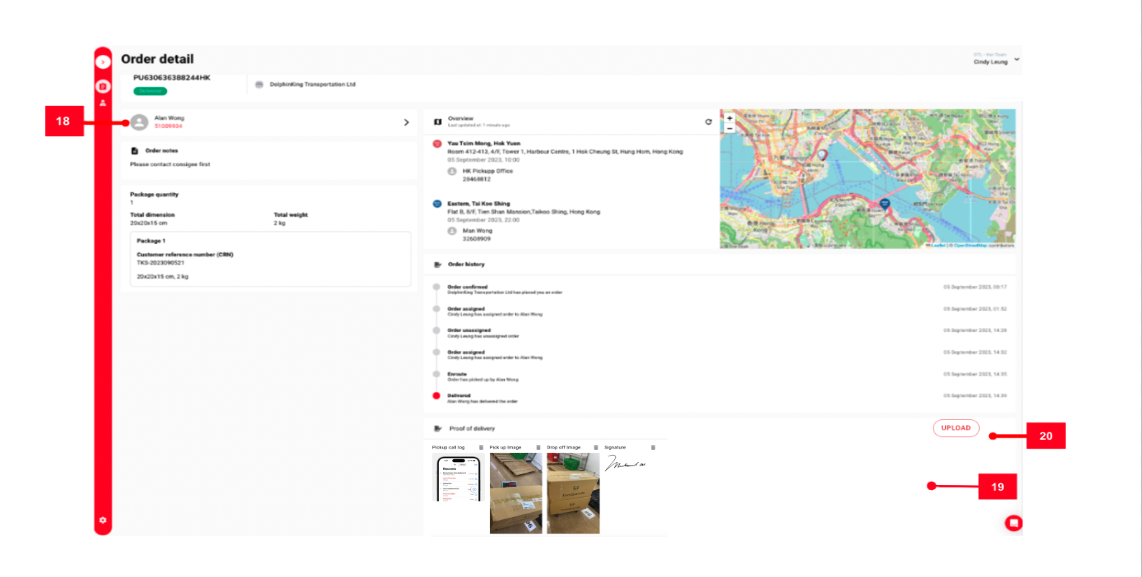 Order detail
Cindy Leung
PU630636388244HK
DolphinKing Transportation Ltd
18
Alan Wong
Order notes
Please contact consignee first
Package quantity
1
Total dimension
Total weight
20x20x15 cm
2 kg
Package 1
Customer reference number (CRN)
TKS-2023090521
20x20x15 cm, 2 kg
Overview
Last updated at 1 minute ago
Yau Tsim Mong, Hok Yuen
Room 412-413, 4/F, Tower 1, Harbour Centre, 1 Hok Cheung St, Hung Hom, Hong Kong
05 September 2023, 10:00
HK Pickupp Office
28468812
Eastern, Tai Koo Shing
Flat B, 8/F. Tien Shan Mansion,Taikoo Shing, Hong Kong
05 September 2023, 22:00
Man Wong
32608909
+
−
Leaflet | © OpenStreetMap contributors
Order history
Order confirmed
DolphinKing Transportation Ltd has placed you an order
05 September 2023, 09:17
Order assigned
Cindy Leung has assigned order to Alan Wong
05 September 2023, 01:52
Order unassigned
Cindy Leung has unassigned order
05 September 2023, 14:28
Order assigned
Cindy Leung has assigned order to Alan Wong
05 September 2023, 14:32
Enroute
Order has picked up by Alan Wong
05 September 2023, 14:35
Delivered
Alan Wong has delivered the order
05 September 2023, 14:39
Proof of delivery
UPLOAD
20
Pickup call log
Pick up image
Drop off image
Signature
19